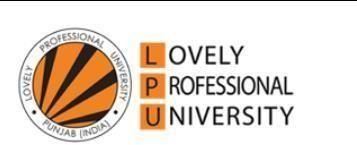 LOVELY PROFESSIONAL UNIVERSITY
• PUNJAB (INDIA) •
LOVELY
PROFESSIONAL
UNIVERSITY